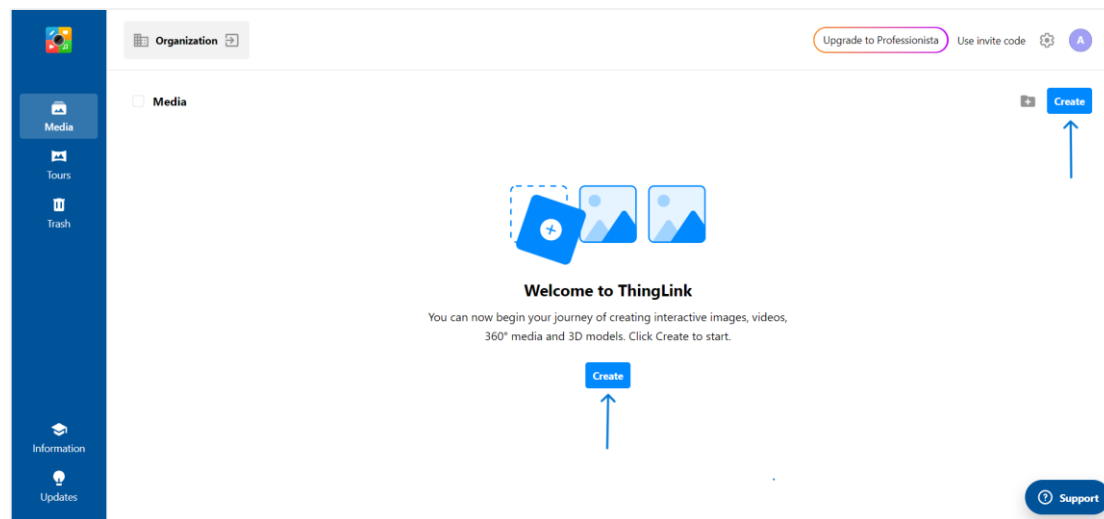 Organization
Upgrade to Professionista
Use invite code
A
Media
Media
Create
Tours
Trash
Welcome to ThingLink
You can now begin your journey of creating interactive images, videos,
360° media and 3D models. Click Create to start.
Create
Information
Updates
Support